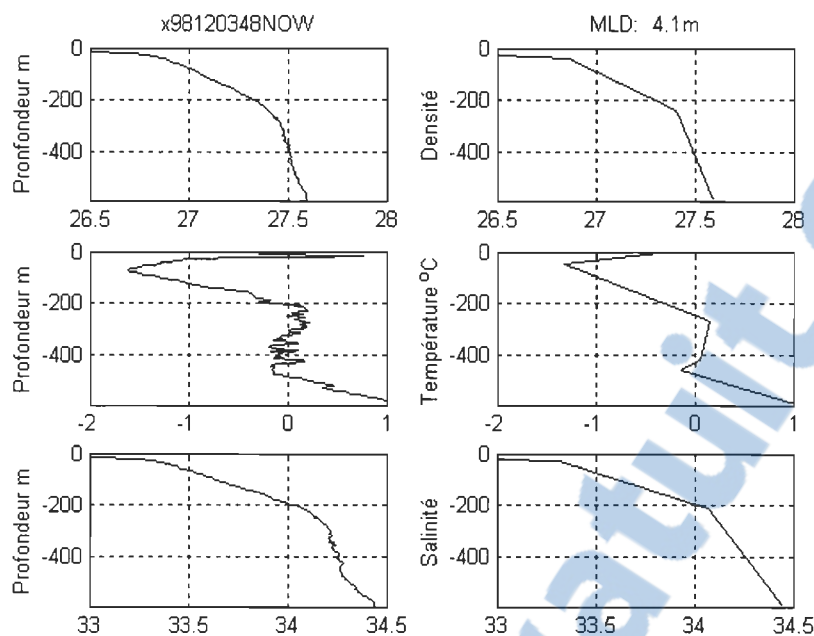 x98120348NOW
MLD: 4.1m
Pronfondeur m
0
-200
-400
26.5 27 27.5 28
Densité
0
-200
-400
26.5 27 27.5 28
Profondeur m
0
-200
-400
-2 -1 0 1
Température ºC
0
-200
-400
-2 -1 0 1
Profondeur m
0
-200
-400
33 33.5 34 34.5
Salinité
0
-200
-400
33 33.5 34 34.5